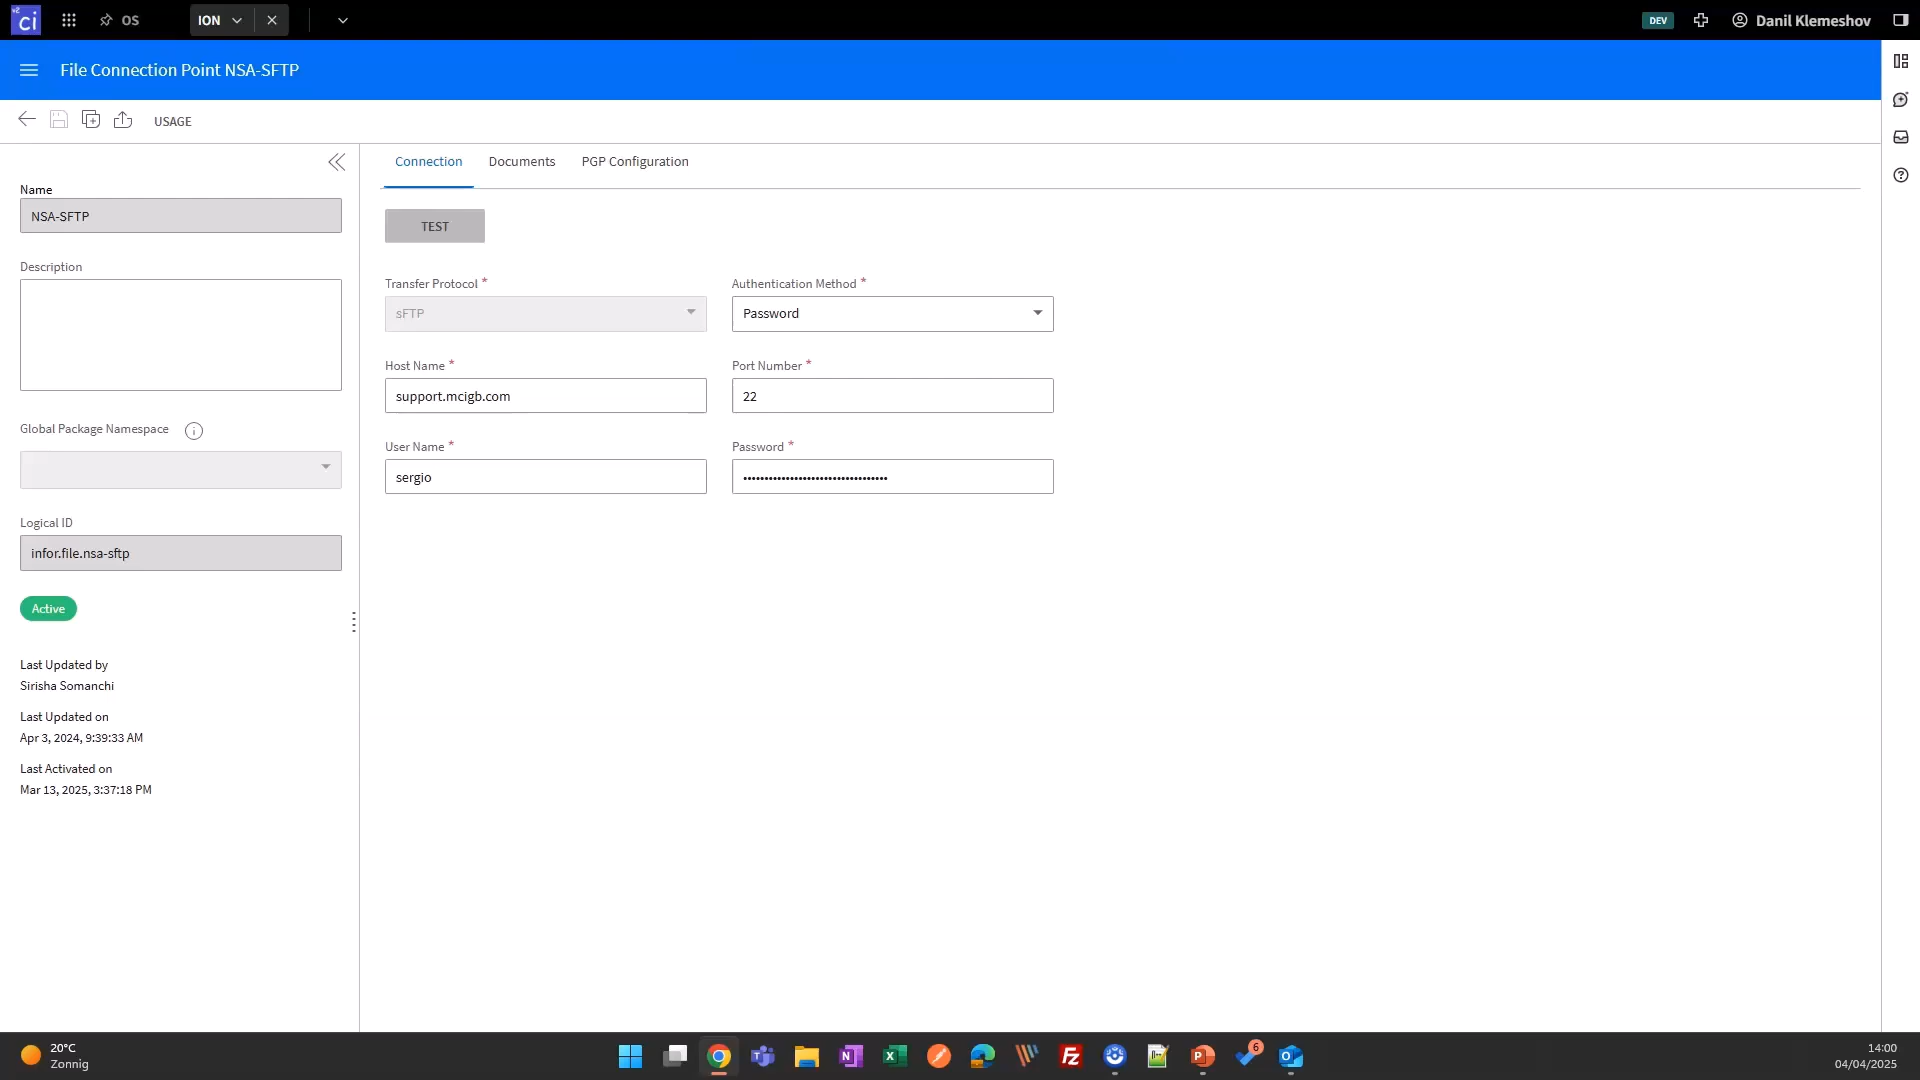 v2
ci
OS
ION
DEV
Danil Klemeshov
File Connection Point NSA-SFTP
USAGE
Name
NSA-SFTP
Description
Global Package Namespace
Logical ID
infor.file.nsa-sftp
Active
Last Updated by
Sirisha Somanchi
Last Updated on
Apr 3, 2024, 9:39:33 AM
Last Activated on
Mar 13, 2025, 3:37:18 PM
Connection
Documents
PGP Configuration
TEST
Transfer Protocol *
sFTP
Authentication Method *
Password
Host Name *
support.mcigb.com
Port Number *
22
User Name *
sergio
Password *
••••••••••••••••••••••••••••••••••
20°C
Zonnig
T
N
X
Fz
P
6
O
14:00
04/04/2025